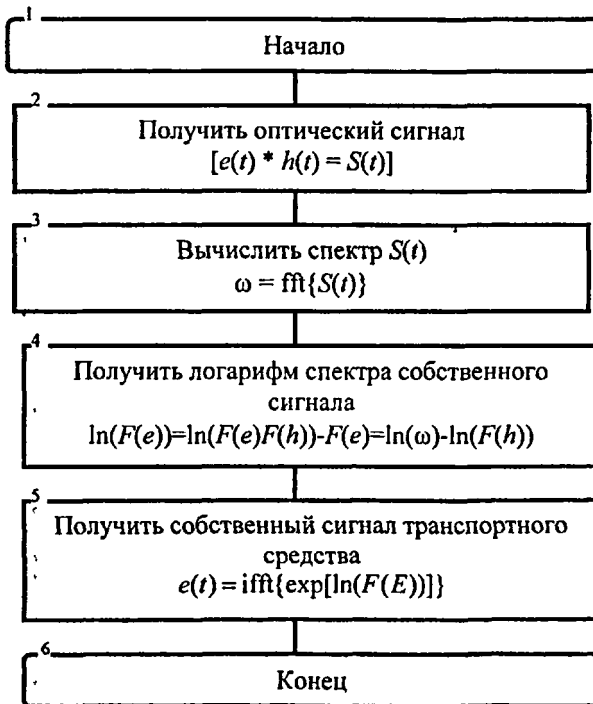 1
Начало
2
Получить оптический сигнал
[e(t) * h(t) = S(t)]
3
Вычислить спектр S(t)
ω = fft{S(t)}
4
Получить логарифм спектра собственного
сигнала
ln(F(e))=ln(F(e)F(h))-F(e)=ln(ω)-ln(F(h))
5
Получить собственный сигнал транспортного
средства
e(t) = ifft{exp[ln(F(E))]}
6
Конец